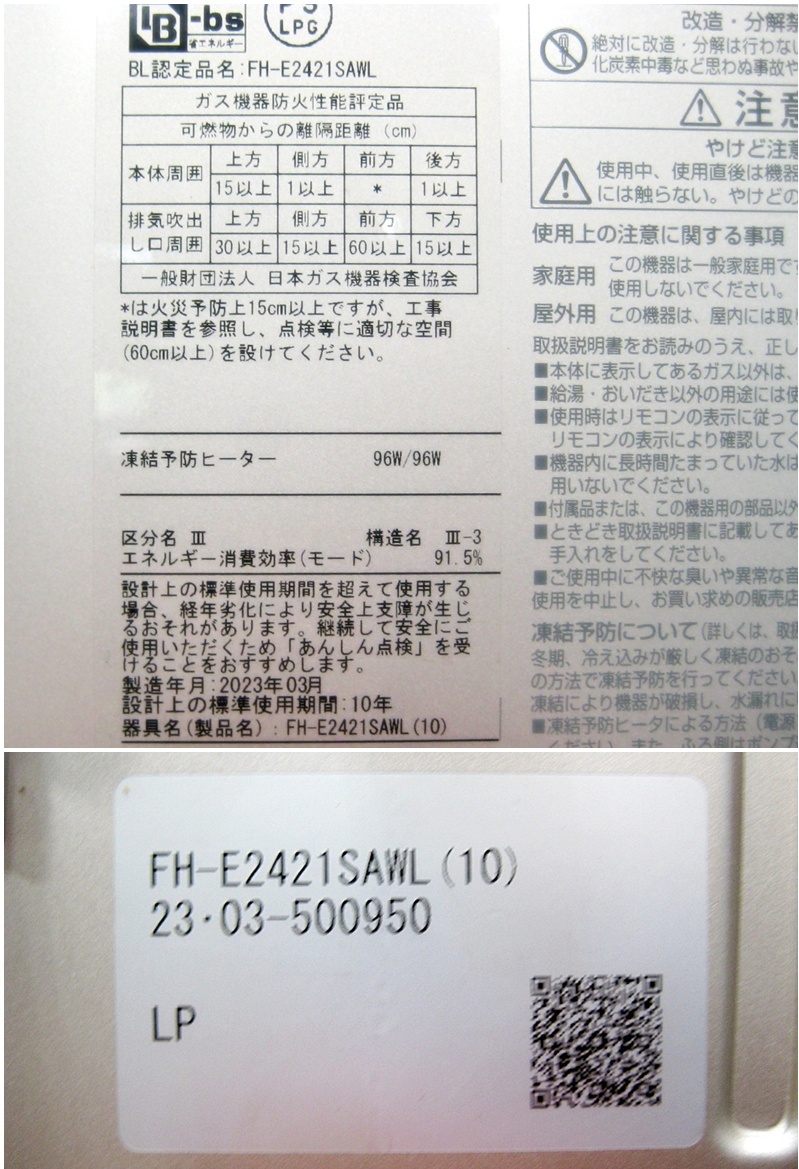 LB-bs
省エネルギー
PS
LPG
BL認定品名:FH-E2421SAWL
ガス機器防火性能評定品
可燃物からの離隔距離 (cm)
本体周囲 上方 側方 前方 後方
15以上 1以上 * 1以上
排気吹出し口周囲 上方 側方 前方 下方
30以上 15以上 60以上 15以上
一般財団法人 日本ガス機器検査協会
*は火災予防上15cm以上ですが、工事
説明書を参照し、点検等に適切な空間
(60cm以上)を設けてください。
凍結予防ヒーター 96W/96W
区分名 Ⅲ 構造名 Ⅲ-3
エネルギー消費効率(モード) 91.5%
設計上の標準使用期間を超えて使用する
場合、経年劣化により安全上支障が生じ
るおそれがあります。継続して安全にご
使用いただくため「あんしん点検」を受
けることをおすすめします。
製造年月:2023年03月
設計上の標準使用期間:10年
器具名(製品名):FH-E2421SAWL(10)
改造・分解禁
絶対に改造・分解は行わない
化炭素中毒など思わぬ事故や
注意
やけど注意
使用中、使用直後は機器
には触らない。やけどの
使用上の注意に関する事項
家庭用 この機器は一般家庭用です
使用しないでください。
屋外用 この機器は、屋内には取り
取扱説明書をお読みのうえ、正し
■本体に表示してあるガス以外は、
■給湯・おいだき以外の用途には使
■使用時はリモコンの表示に従って
リモコンの表示により確認してく
■機器内に長時間たまっていた水は
用いないでください。
■付属品または、この機器用の部品以外
■ときどき取扱説明書に記載してあ
手入れをしてください。
■ご使用中に不快な臭いや異常な音
使用を中止し、お買い求めの販売店
凍結予防について(詳しくは、取扱
冬期、冷え込みが厳しく凍結のおそ
の方法で凍結予防を行ってください。
凍結により機器が破損し、水漏れに
■凍結予防ヒータによる方法(電源
ください。また、ふろ側はポンプ
FH-E2421SAWL(10)
23・03-500950
LP